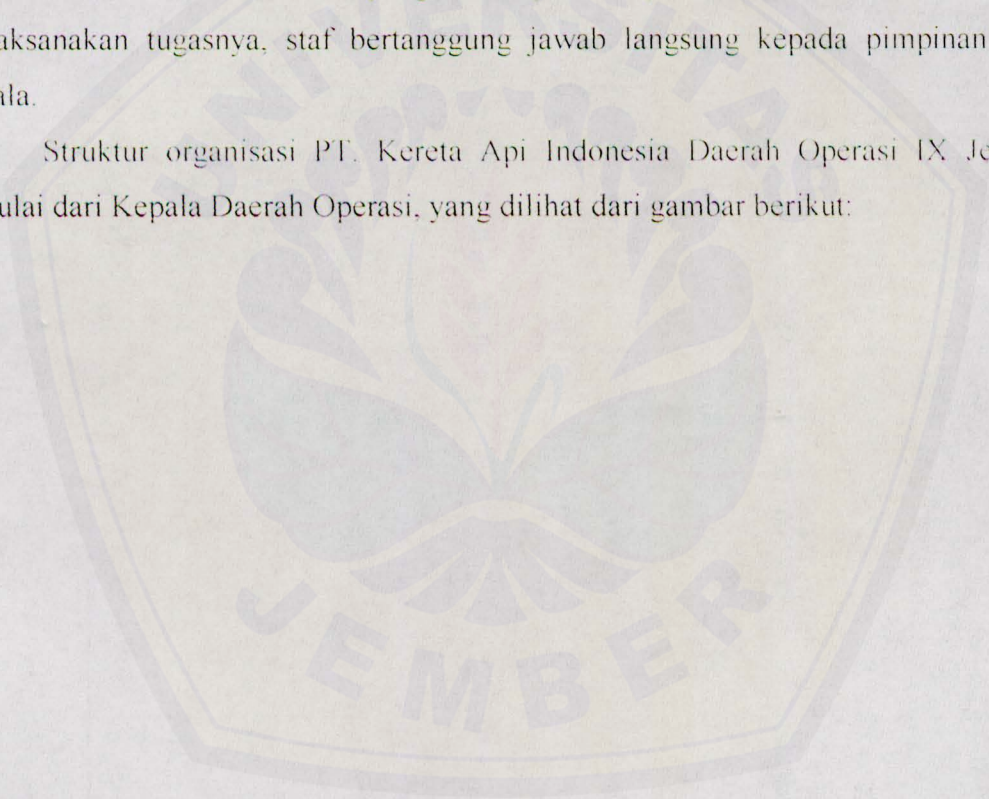 aksanakan tugasnya, staf bertanggung jawab langsung kepada pimpinan
ala.
Struktur organisasi PT. Kereta Api Indonesia Daerah Operasi IX Je
ulai dari Kepala Daerah Operasi, yang dilihat dari gambar berikut:
UNIVERSITA
JEMBER